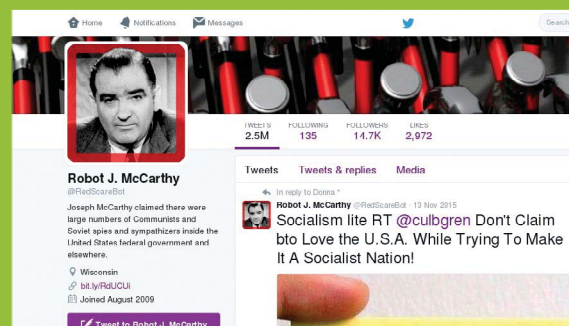 Home Notifications Messages Search
TWEETS FOLLOWING FOLLOWERS LIKES
2.5M 135 14.7K 2,972
Robot J. McCarthy
@RedScareBot
Joseph McCarthy claimed there were
large numbers of Communists and
Soviet spies and sympathizers inside the
United States federal government and
elsewhere.
Wisconsin
bit.ly/RdUCUi
Joined August 2009
Tweet to Robot J. McCarthy
Tweets Tweets & replies Media
In reply to Donna *
Robot J. McCarthy @RedScareBot · 13 Nov 2015
Socialism lite RT @culbgren Don't Claim
bto Love the U.S.A. While Trying To Make
It A Socialist Nation!